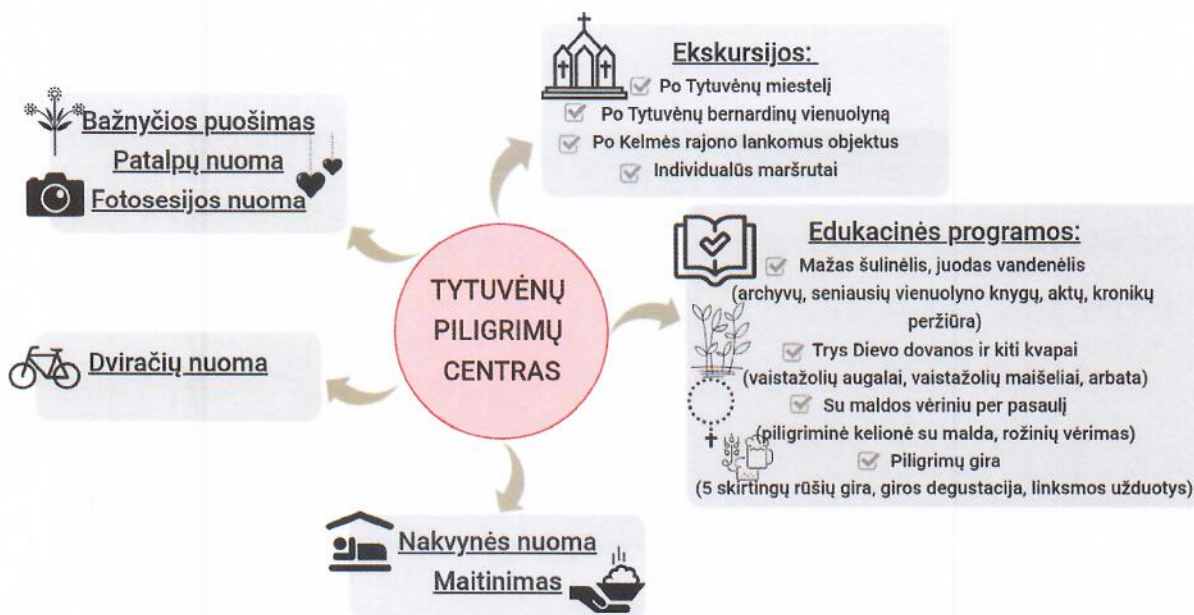 Ekskursijos:
Po Tytuvėnų miestelį
Po Tytuvėnų bernardinų vienuolyną
Po Kelmės rajono lankomus objektus
Individualūs maršrutai
Bažnyčios puošimas
Patalpų nuoma
Fotosesijos nuoma
TYTUVĖNŲ
PILIGRIMŲ
CENTRAS
Edukacinės programos:
Mažas šulinėlis, juodas vandenėlis
(archyvų, seniausių vienuolyno knygų, aktų, kronikų
peržiūra)
Trys Dievo dovanos ir kiti kvapai
(vaistažolių augalai, vaistažolių maišeliai, arbata)
Su maldos vėriniu per pasaulį
(piligriminė kelionė su malda, rožinių vėrimas)
Piligrimų gira
(5 skirtingų rūšių gira, giros degustacija, linksmos užduotys)
Dviračių nuoma
Nakvynės nuoma
Maitinimas